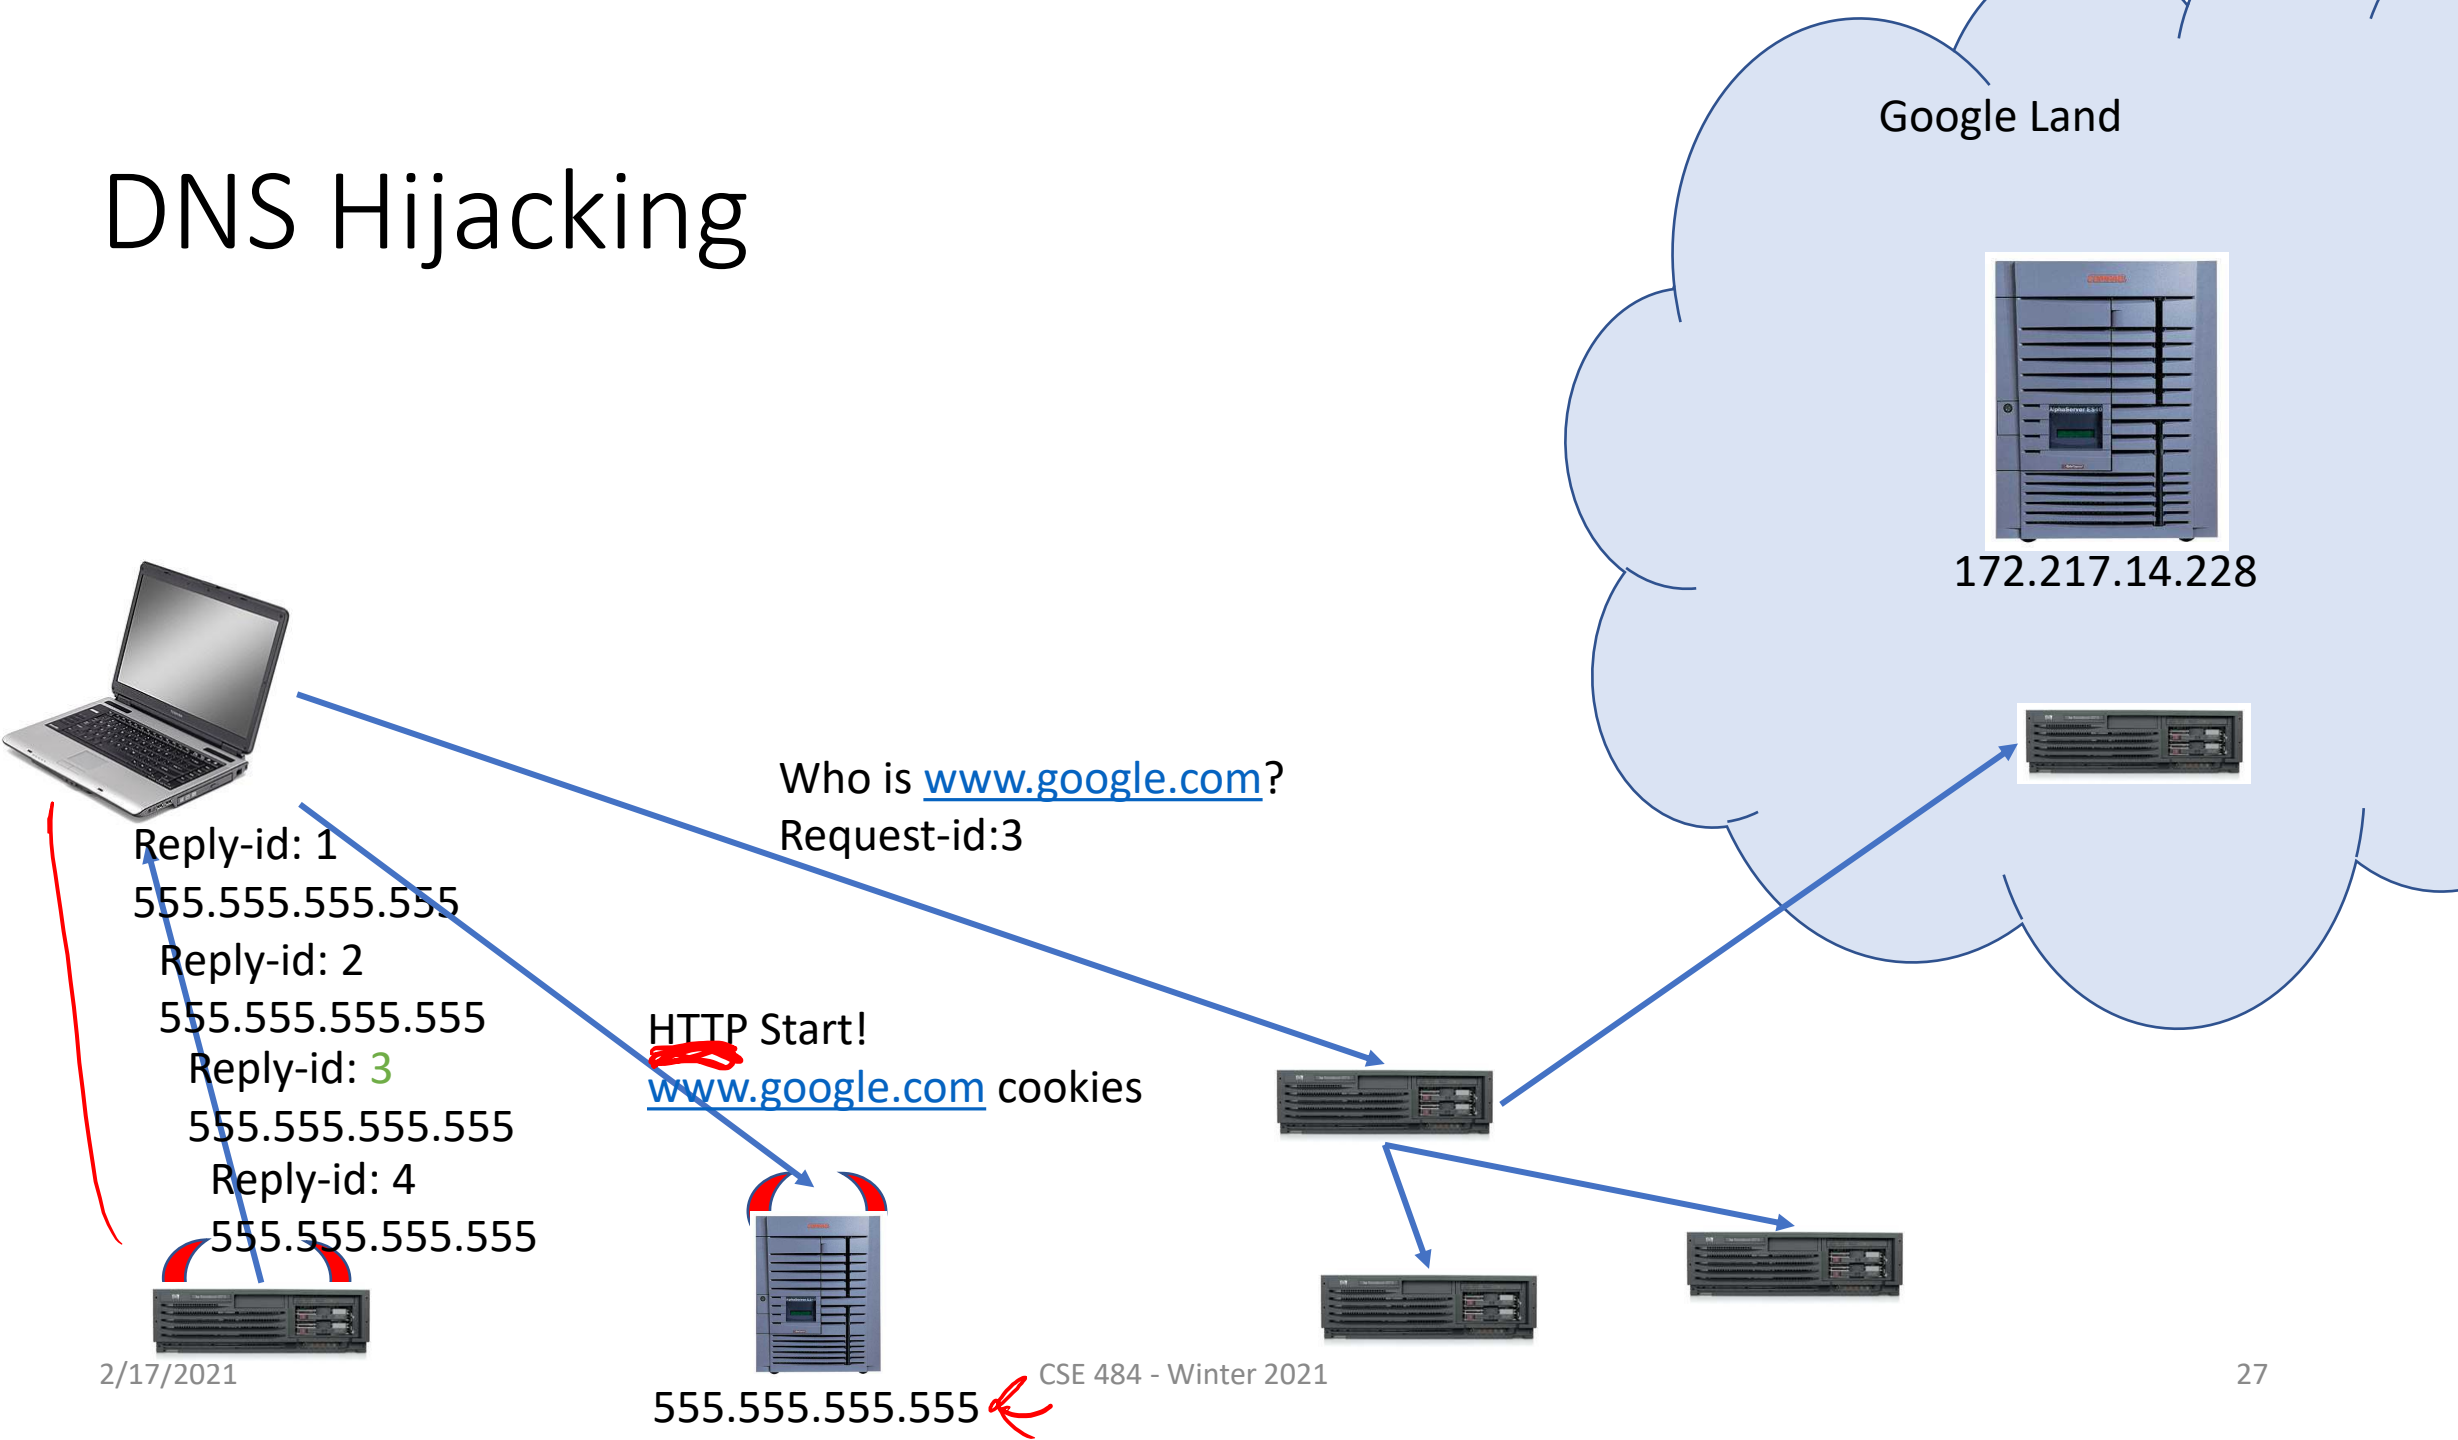 Google Land
DNS Hijacking
AlphaServer ES40
172.217.14.228
Who is www.google.com?
Request-id:3
Reply-id: 1
555.555.555.555
Reply-id: 2
555.555.555.555
Reply-id: 3
555.555.555.555
Reply-id: 4
555.555.555.555
HTTP Start!
www.google.com cookies
555.555.555.555
2/17/2021
CSE 484 - Winter 2021
27